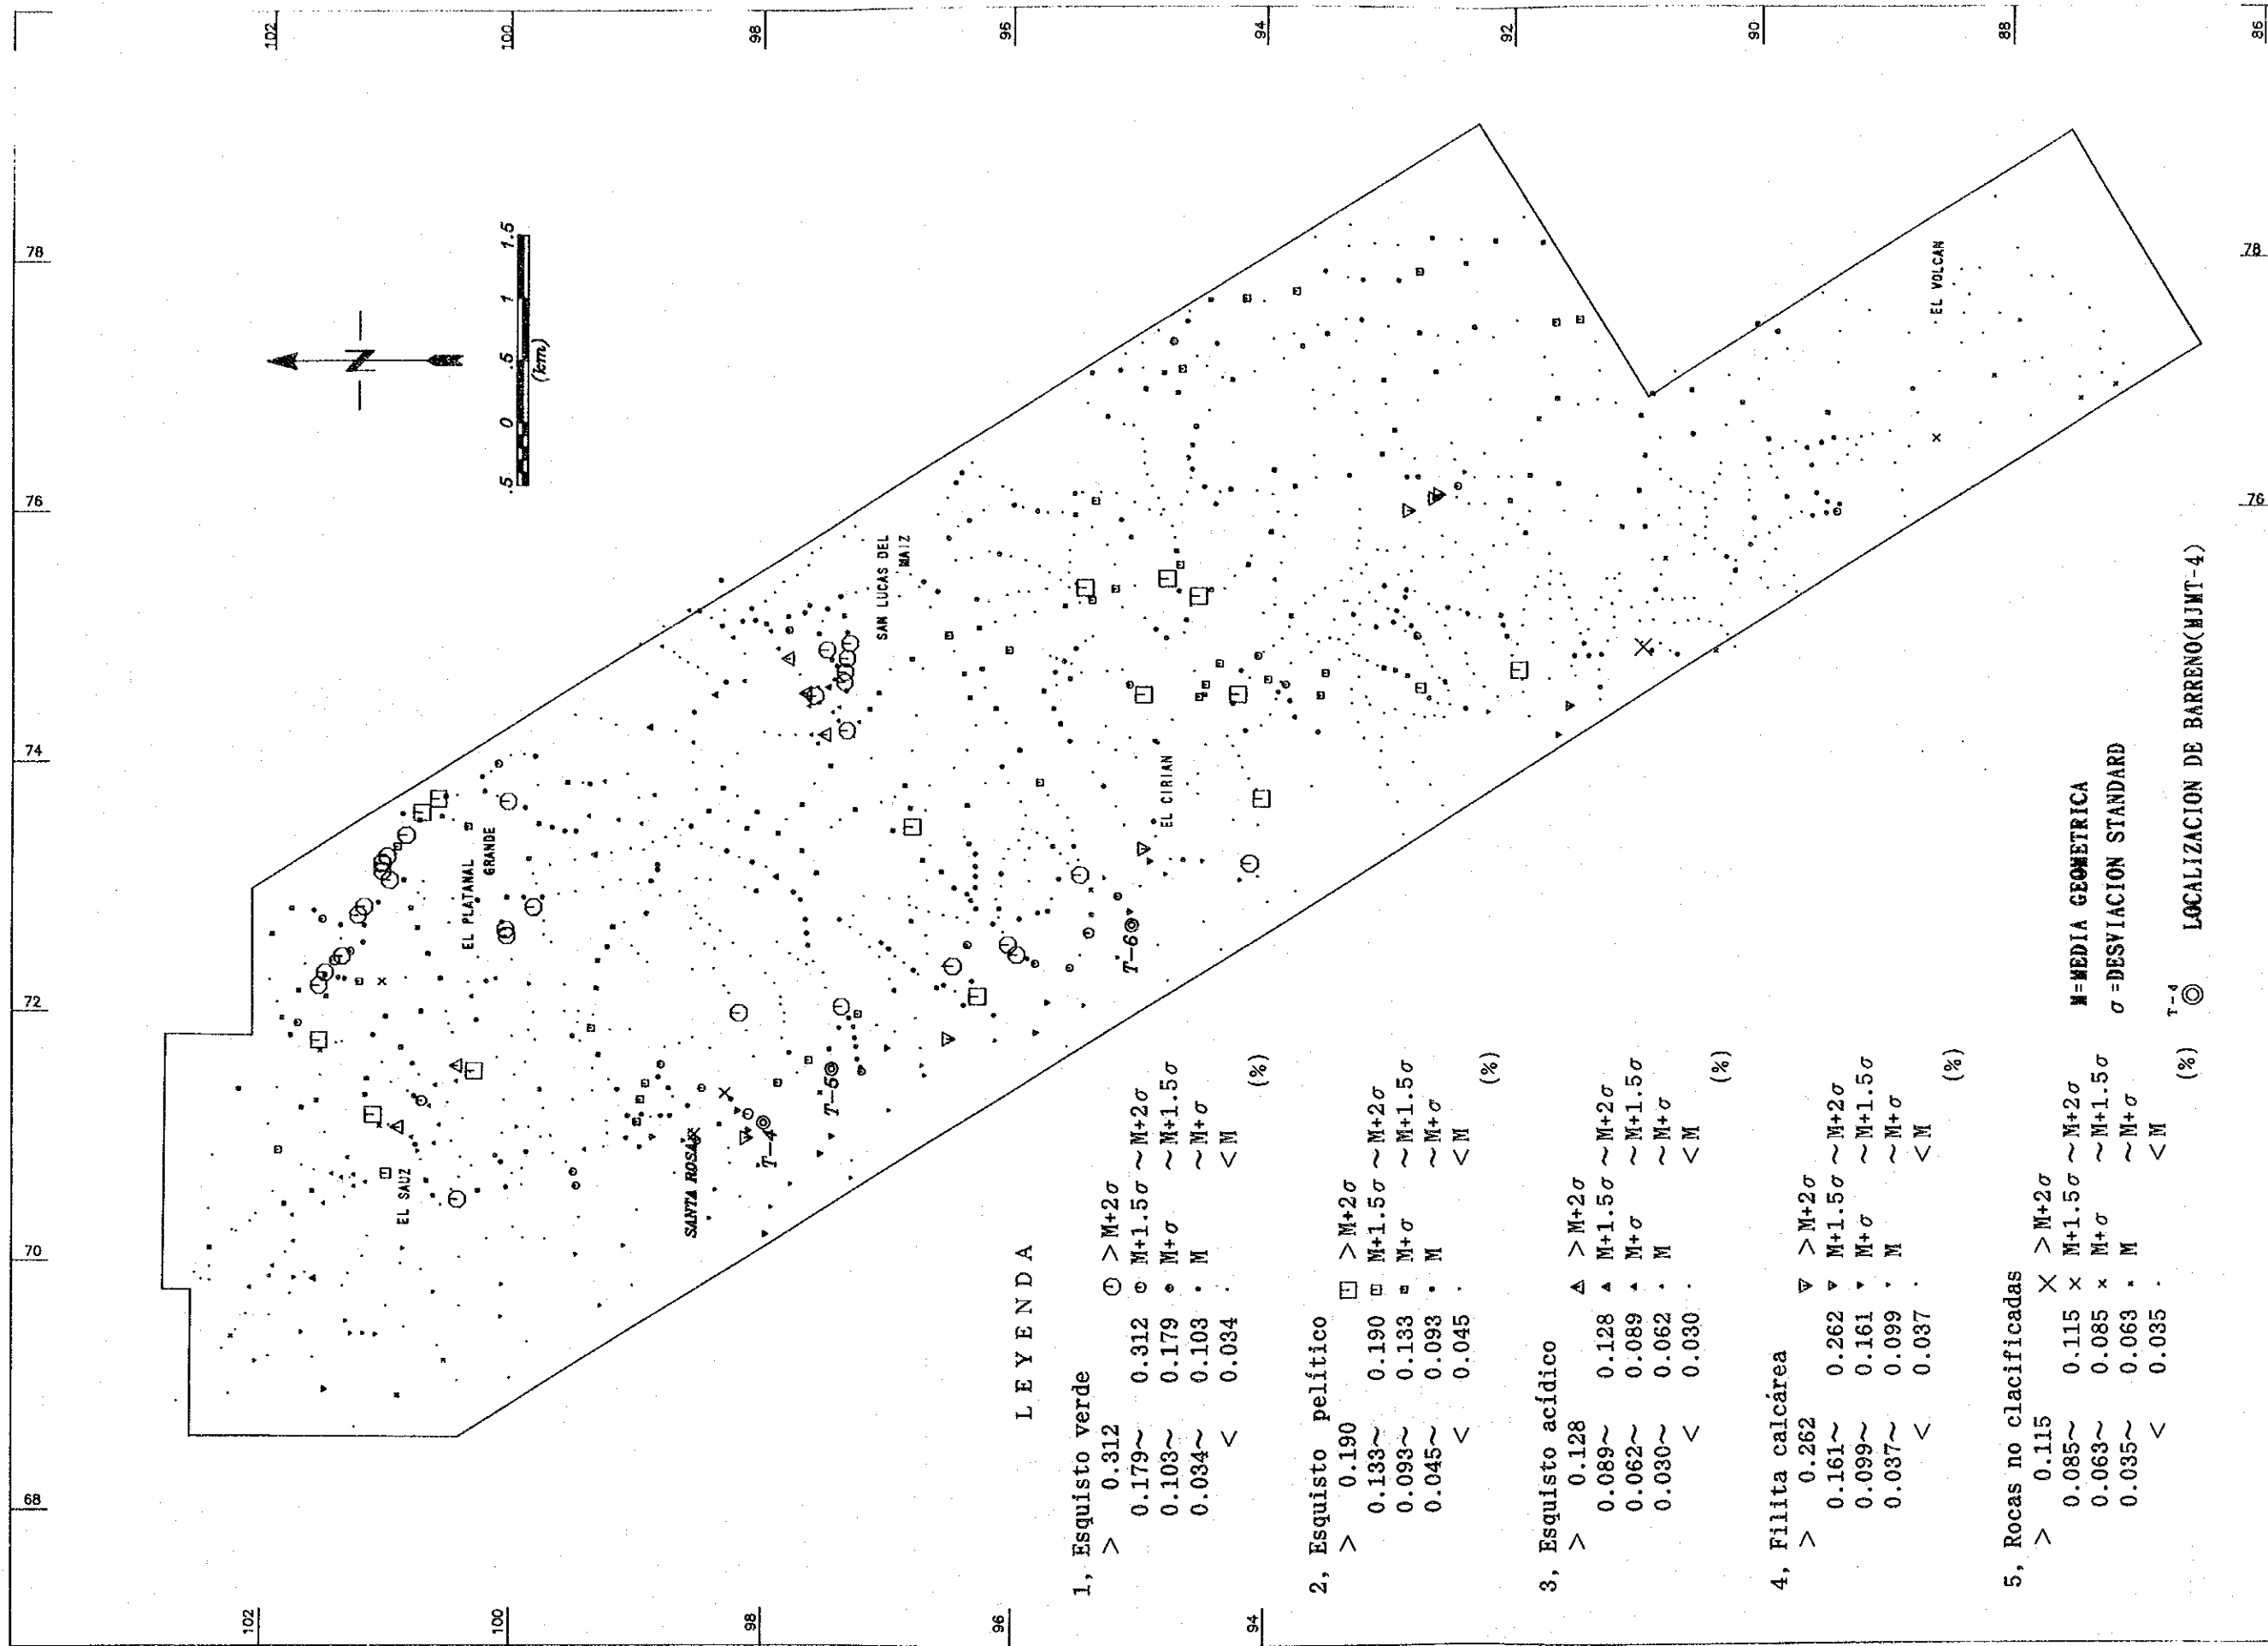 102
100
98
96
94
92
90
88
86
78
76
74
72
70
68
78
76
102
100
98
96
94
N
.5 0 .5 1 1.5
(km)
EL PLATANAL
GRANDE
SAN LUCAS DEL
MAIZ
EL SAUZ
SANTA ROSA
T-4
T-5
T-6
EL CIRIAN
EL VOLCAN
LEYENDA
1, Esquisto verde
> 0.312 > M+2σ
0.179~ 0.312 M+1.5σ ~M+2σ
0.103~ 0.179 M+σ ~M+1.5σ
0.034~ 0.103 M ~M+σ
< 0.034 <M
(%)
2, Esquisto pelítico
> 0.190 >M+2σ
0.133~ 0.190 M+1.5σ ~M+2σ
0.093~ 0.133 M+σ ~M+1.5σ
0.045~ 0.093 M ~M+σ
< 0.045 <M
(%)
3, Esquisto acídico
> 0.128 >M+2σ
0.089~ 0.128 M+1.5σ ~M+2σ
0.062~ 0.089 M+σ ~M+1.5σ
0.030~ 0.062 M ~M+σ
< 0.030 <M
(%)
4, Filita calcárea
> 0.262 >M+2σ
0.161~ 0.262 M+1.5σ ~M+2σ
0.099~ 0.161 M+σ ~M+1.5σ
0.037~ 0.099 M ~M+σ
< 0.037 <M
(%)
5, Rocas no clacificadas
> 0.115 >M+2σ
0.085~ 0.115 M+1.5σ ~M+2σ
0.063~ 0.085 M+σ ~M+1.5σ
0.035~ 0.063 M ~M+σ
< 0.035 <M
(%)
M=MEDIA GEOMETRICA
σ=DESVIACION STANDARD
T-4
LOCALIZACION DE BARRENO(MJMT-4)